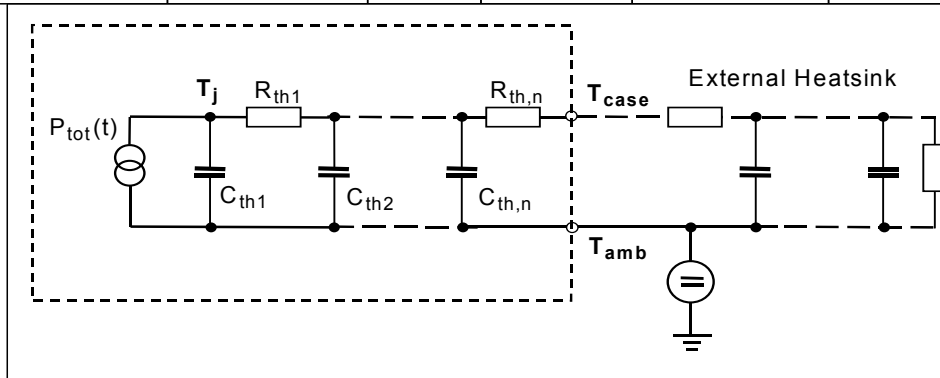 T_j
R_th1
R_th,n
T_case
External Heatsink
P_tot(t)
C_th1
C_th2
C_th,n
T_amb